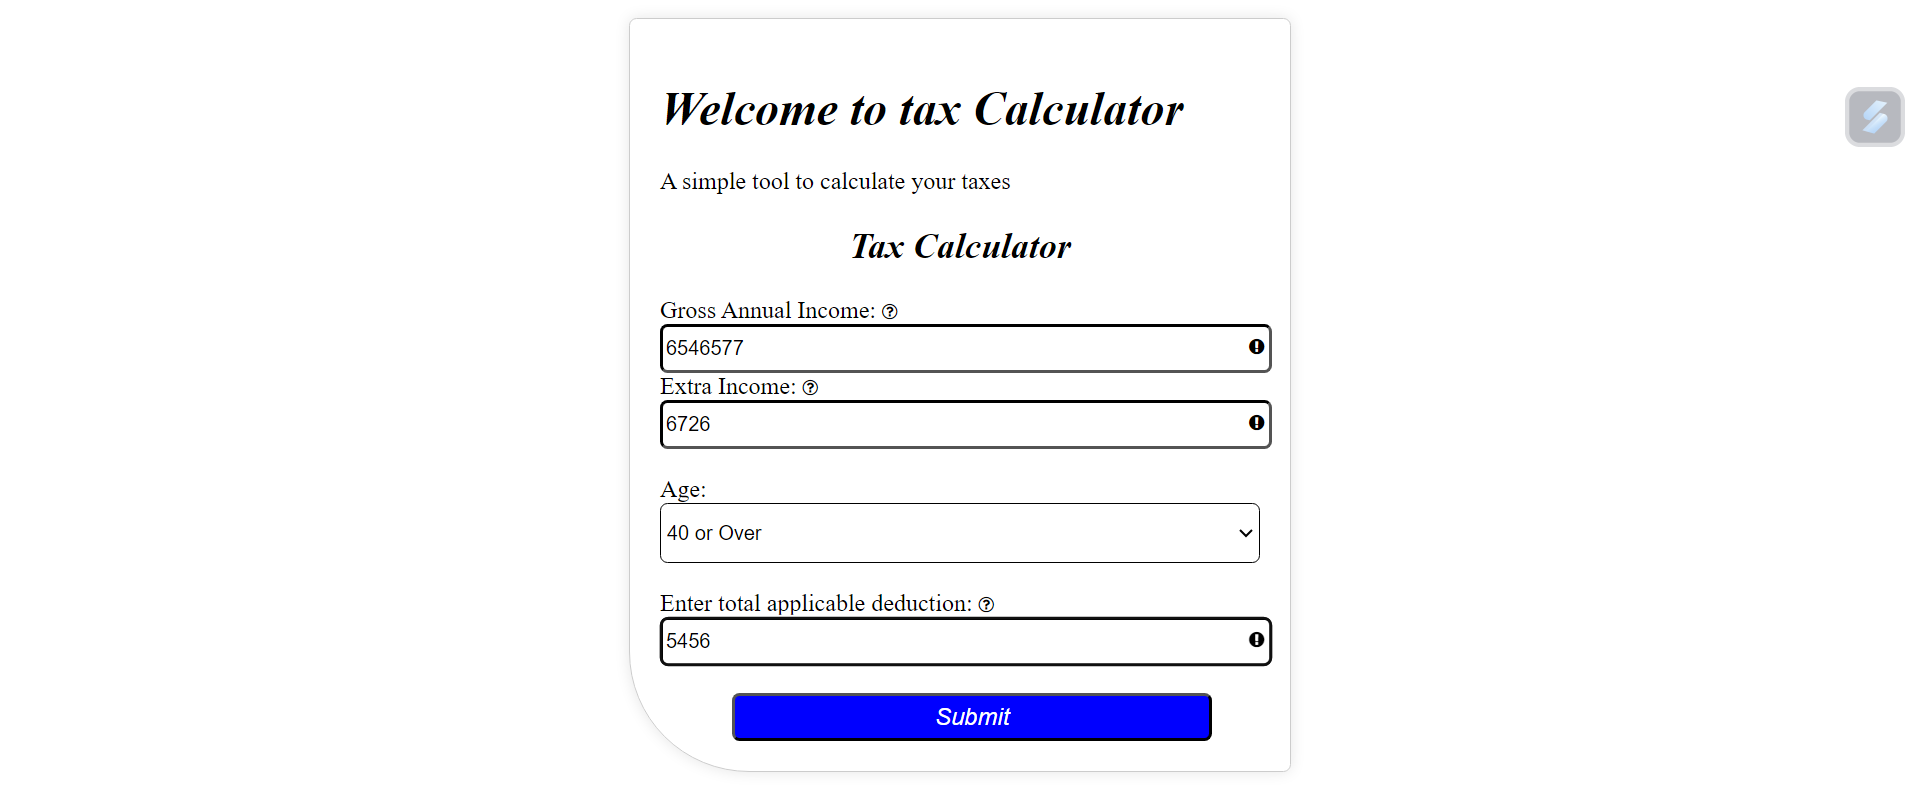 Welcome to tax Calculator
A simple tool to calculate your taxes
Tax Calculator
Gross Annual Income:
6546577
Extra Income:
6726
Age:
40 or Over
Enter total applicable deduction:
5456
Submit